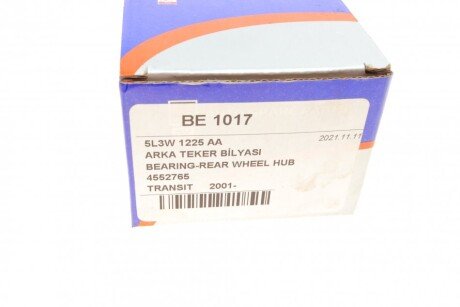 BE 1017
5L3W 1225 AA
2021.11.11
ARKA TEKER BİLYASI
BEARING-REAR WHEEL HUB
4552765
TRANSIT 2001-